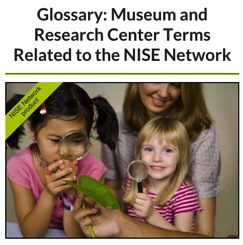 Glossary: Museum and
Research Center Terms
Related to the NISE Network
NISE Network
product